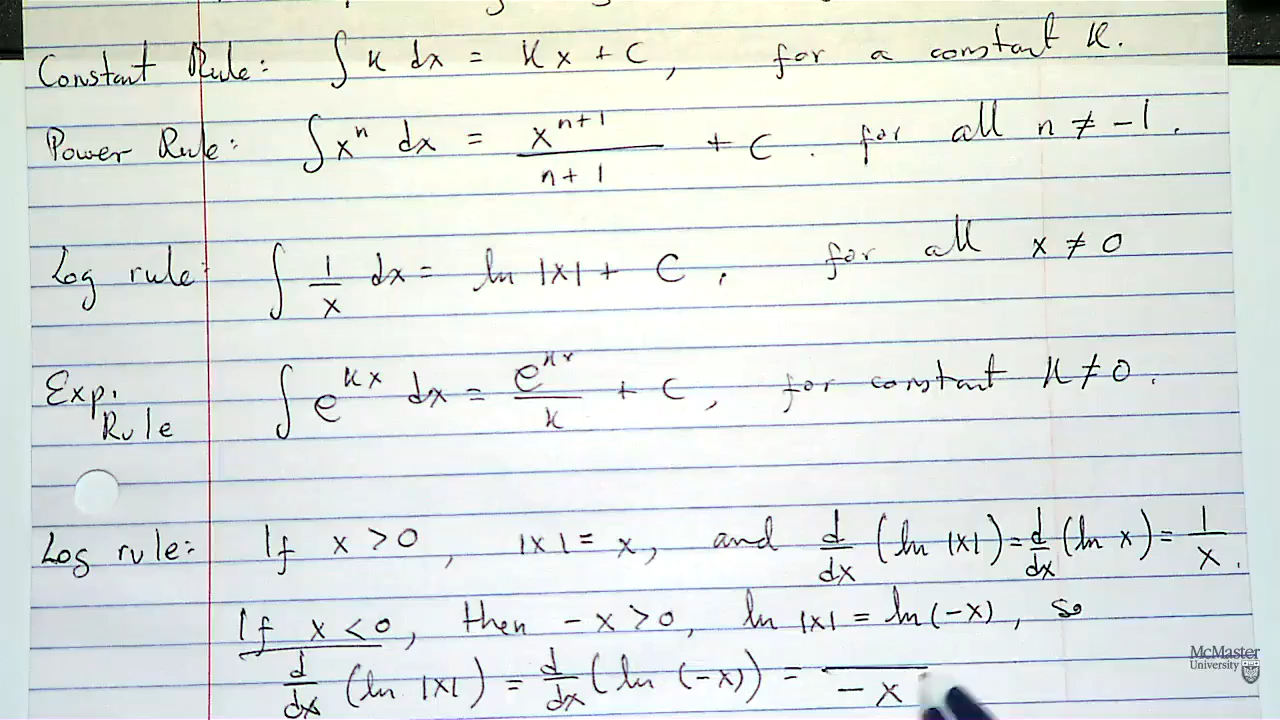 Constant Rule: ∫ k dx = kx + C, for a constant k.
Power Rule: ∫ xⁿ dx = xⁿ⁺¹/(n+1) + C. for all n ≠ -1.
Log rule: ∫ 1/x dx = ln |x| + C, for all x ≠ 0
Exp. Rule ∫ e^(kx) dx = e^(kx)/k + C, for constant k ≠ 0.
Log rule: If x > 0, |x| = x, and d/dx (ln |x|) = d/dx (ln x) = 1/x.
If x < 0, then -x > 0, ln |x| = ln(-x), so
d/dx (ln |x|) = d/dx (ln (-x)) = /-x
McMaster
University